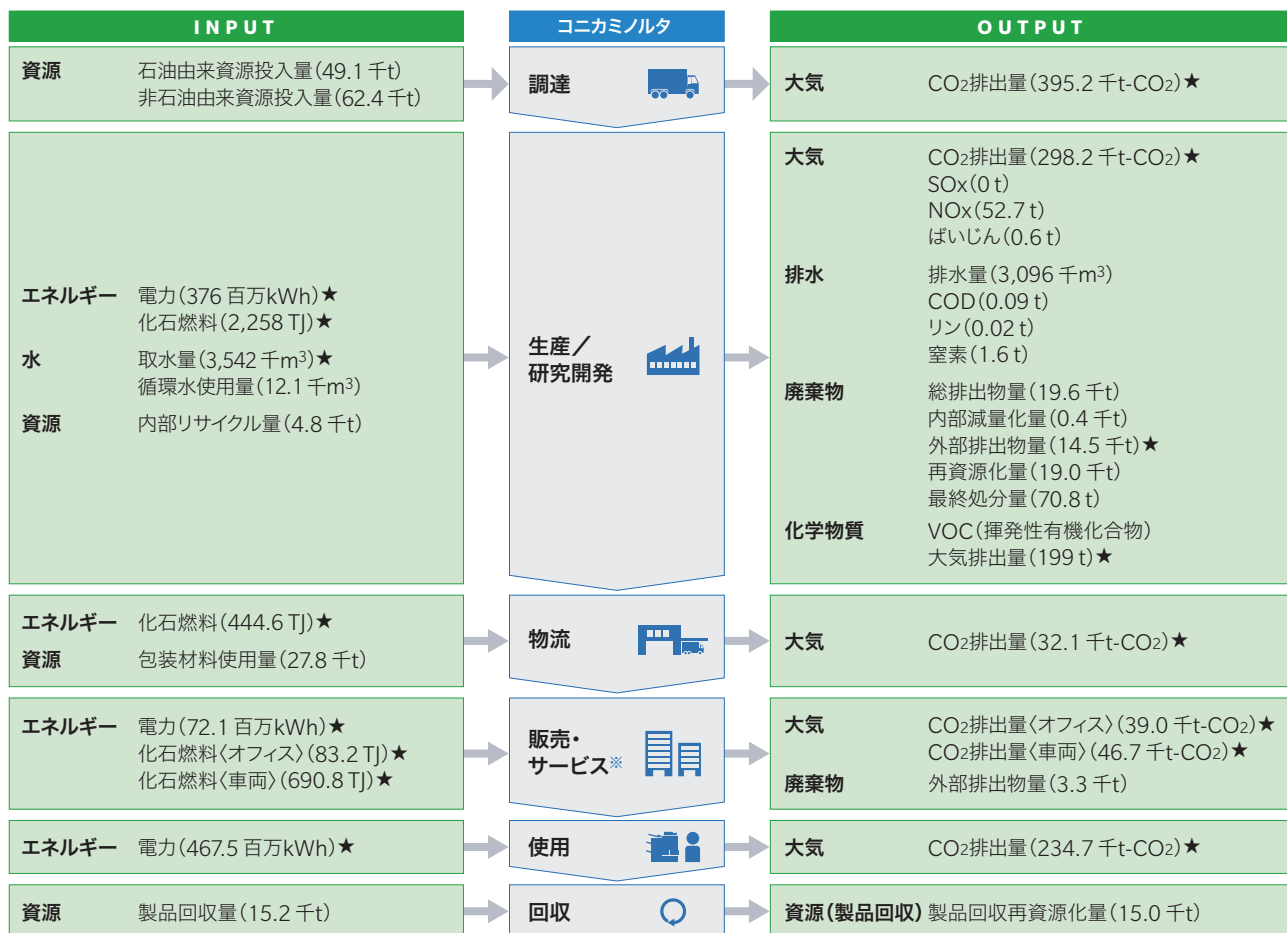 INPUT
コニカミノルタ
OUTPUT
資源 石油由来資源投入量(49.1 千t)
非石油由来資源投入量(62.4 千t)
調達
大気 CO2排出量(395.2 千t-CO2)★
エネルギー 電力(376 百万kWh)★
化石燃料(2,258 TJ)★
水 取水量(3,542 千m3)★
循環水使用量(12.1 千m3)
資源 内部リサイクル量(4.8 千t)
生産／
研究開発
大気 CO2排出量(298.2 千t-CO2)★
SOx(0 t)
NOx(52.7 t)
ばいじん(0.6 t)
排水 排水量(3,096 千m3)
COD(0.09 t)
リン(0.02 t)
窒素(1.6 t)
廃棄物 総排出物量(19.6 千t)
内部減量化量(0.4 千t)
外部排出物量(14.5 千t)★
再資源化量(19.0 千t)
最終処分量(70.8 t)
化学物質 VOC(揮発性有機化合物)
大気排出量(199 t)★
エネルギー 化石燃料(444.6 TJ)★
資源 包装材料使用量(27.8 千t)
物流
大気 CO2排出量(32.1 千t-CO2)★
エネルギー 電力(72.1 百万kWh)★
化石燃料〈オフィス〉(83.2 TJ)★
化石燃料〈車両〉(690.8 TJ)★
販売・
サービス※
大気 CO2排出量〈オフィス〉(39.0 千t-CO2)★
CO2排出量〈車両〉(46.7 千t-CO2)★
廃棄物 外部排出物量(3.3 千t)
エネルギー 電力(467.5 百万kWh)★
使用
大気 CO2排出量(234.7 千t-CO2)★
資源 製品回収量(15.2 千t)
回収
資源(製品回収) 製品回収再資源化量(15.0 千t)